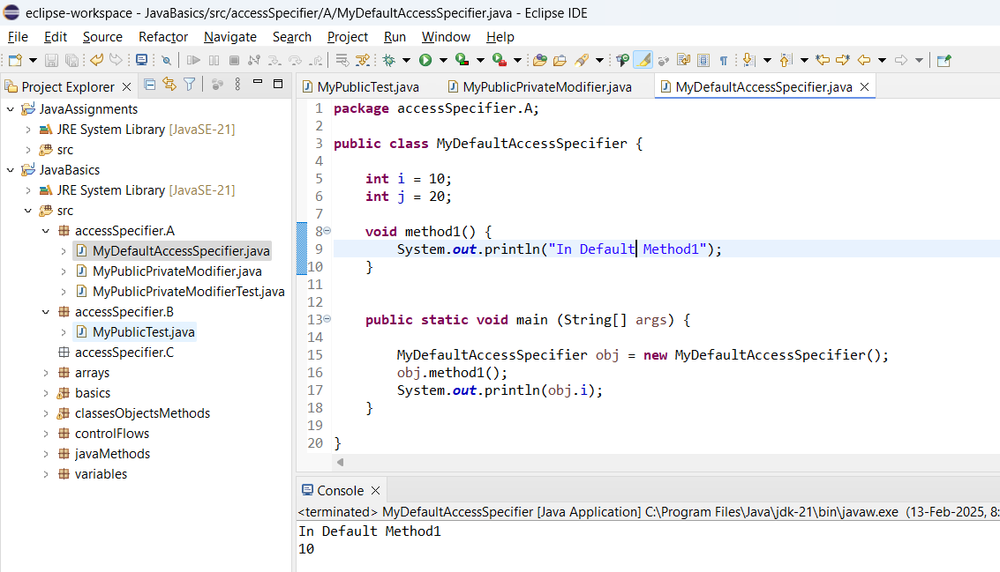 eclipse-workspace - JavaBasics/src/accessSpecifier/A/MyDefaultAccessSpecifier.java - Eclipse IDE
File Edit Source Refactor Navigate Search Project Run Window Help
Project Explorer
JavaAssignments
JRE System Library [JavaSE-21]
src
JavaBasics
JRE System Library [JavaSE-21]
src
accessSpecifier.A
MyDefaultAccessSpecifier.java
MyPublicPrivateModifier.java
MyPublicPrivateModifierTest.java
accessSpecifier.B
MyPublicTest.java
accessSpecifier.C
arrays
basics
classesObjectsMethods
controlFlows
javaMethods
variables
MyPublicTest.java MyPublicPrivateModifier.java MyDefaultAccessSpecifier.java
1 package accessSpecifier.A;
2
3 public class MyDefaultAccessSpecifier {
4
5 int i = 10;
6 int j = 20;
7
8 void method1() {
9 System.out.println("In Default Method1");
10 }
11
12
13 public static void main (String[] args) {
14
15 MyDefaultAccessSpecifier obj = new MyDefaultAccessSpecifier();
16 obj.method1();
17 System.out.println(obj.i);
18 }
19
20 }
Console
<terminated> MyDefaultAccessSpecifier [Java Application] C:\Program Files\Java\jdk-21\bin\javaw.exe (13-Feb-2025, 8:
In Default Method1
10